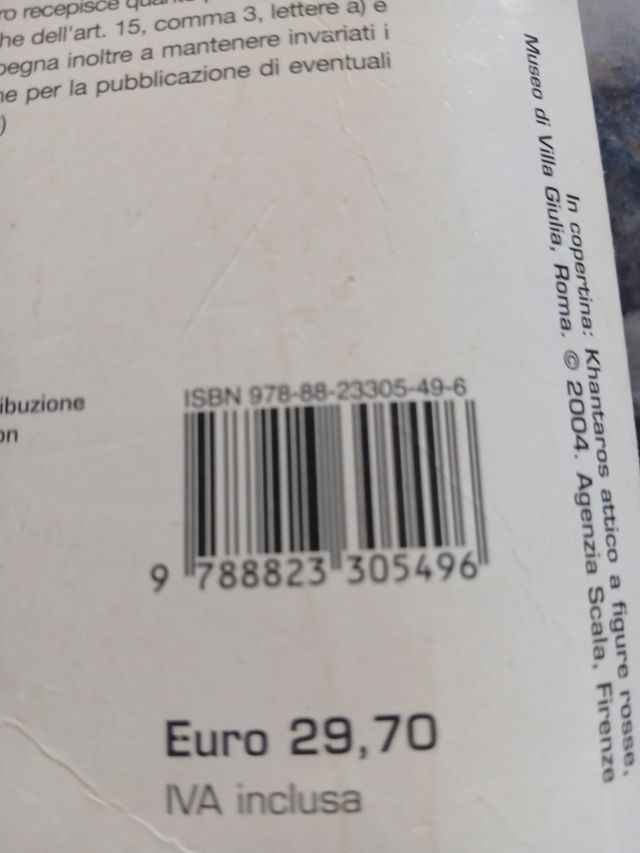 recepisce
he dell'art. 15, comma 3, lettere a) e
pegna inoltre a mantenere invariati i
ne per la pubblicazione di eventuali
)
ibuzione
on
ISBN 978-88-23305-49-6
9 788823 305496
Euro 29,70
IVA inclusa
In copertina: Khantaros attico a figure rosse,
Museo di Villa Giulia, Roma. © 2004. Agenzia Scala, Firenze